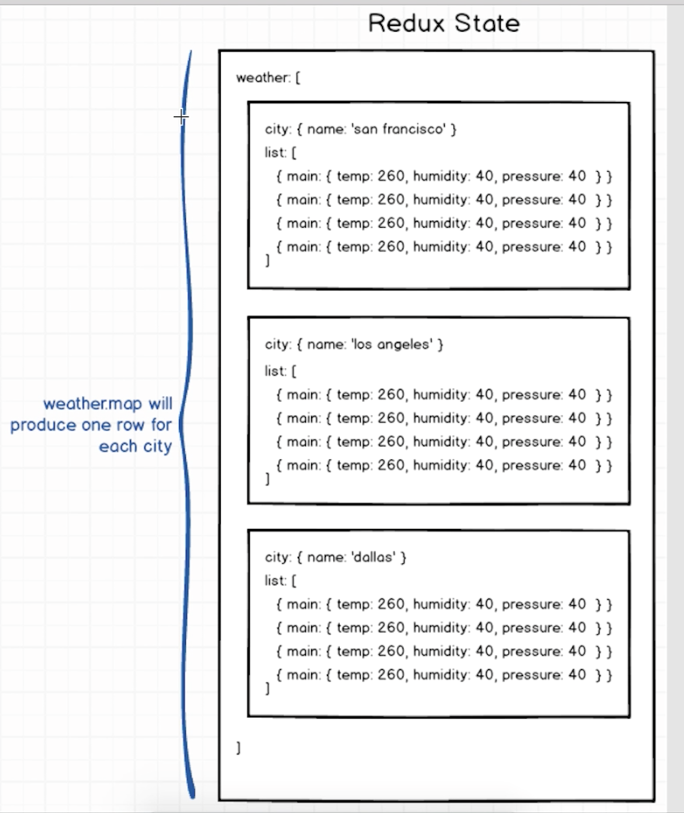 Redux State
weather: [
city: { name: 'san francisco' }
list: [
{ main: { temp: 260, humidity: 40, pressure: 40 } }
{ main: { temp: 260, humidity: 40, pressure: 40 } }
{ main: { temp: 260, humidity: 40, pressure: 40 } }
{ main: { temp: 260, humidity: 40, pressure: 40 } }
]
city: { name: 'los angeles' }
list: [
{ main: { temp: 260, humidity: 40, pressure: 40 } }
{ main: { temp: 260, humidity: 40, pressure: 40 } }
{ main: { temp: 260, humidity: 40, pressure: 40 } }
{ main: { temp: 260, humidity: 40, pressure: 40 } }
]
city: { name: 'dallas' }
list: [
{ main: { temp: 260, humidity: 40, pressure: 40 } }
{ main: { temp: 260, humidity: 40, pressure: 40 } }
{ main: { temp: 260, humidity: 40, pressure: 40 } }
{ main: { temp: 260, humidity: 40, pressure: 40 } }
]
]
weather.map will
produce one row for
each city